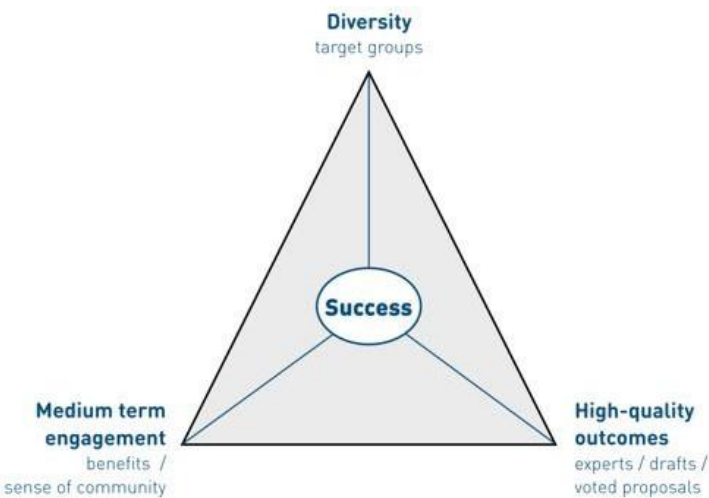 Diversity
target groups
Success
Medium term
engagement
benefits /
sense of community
High-quality
outcomes
experts / drafts /
voted proposals